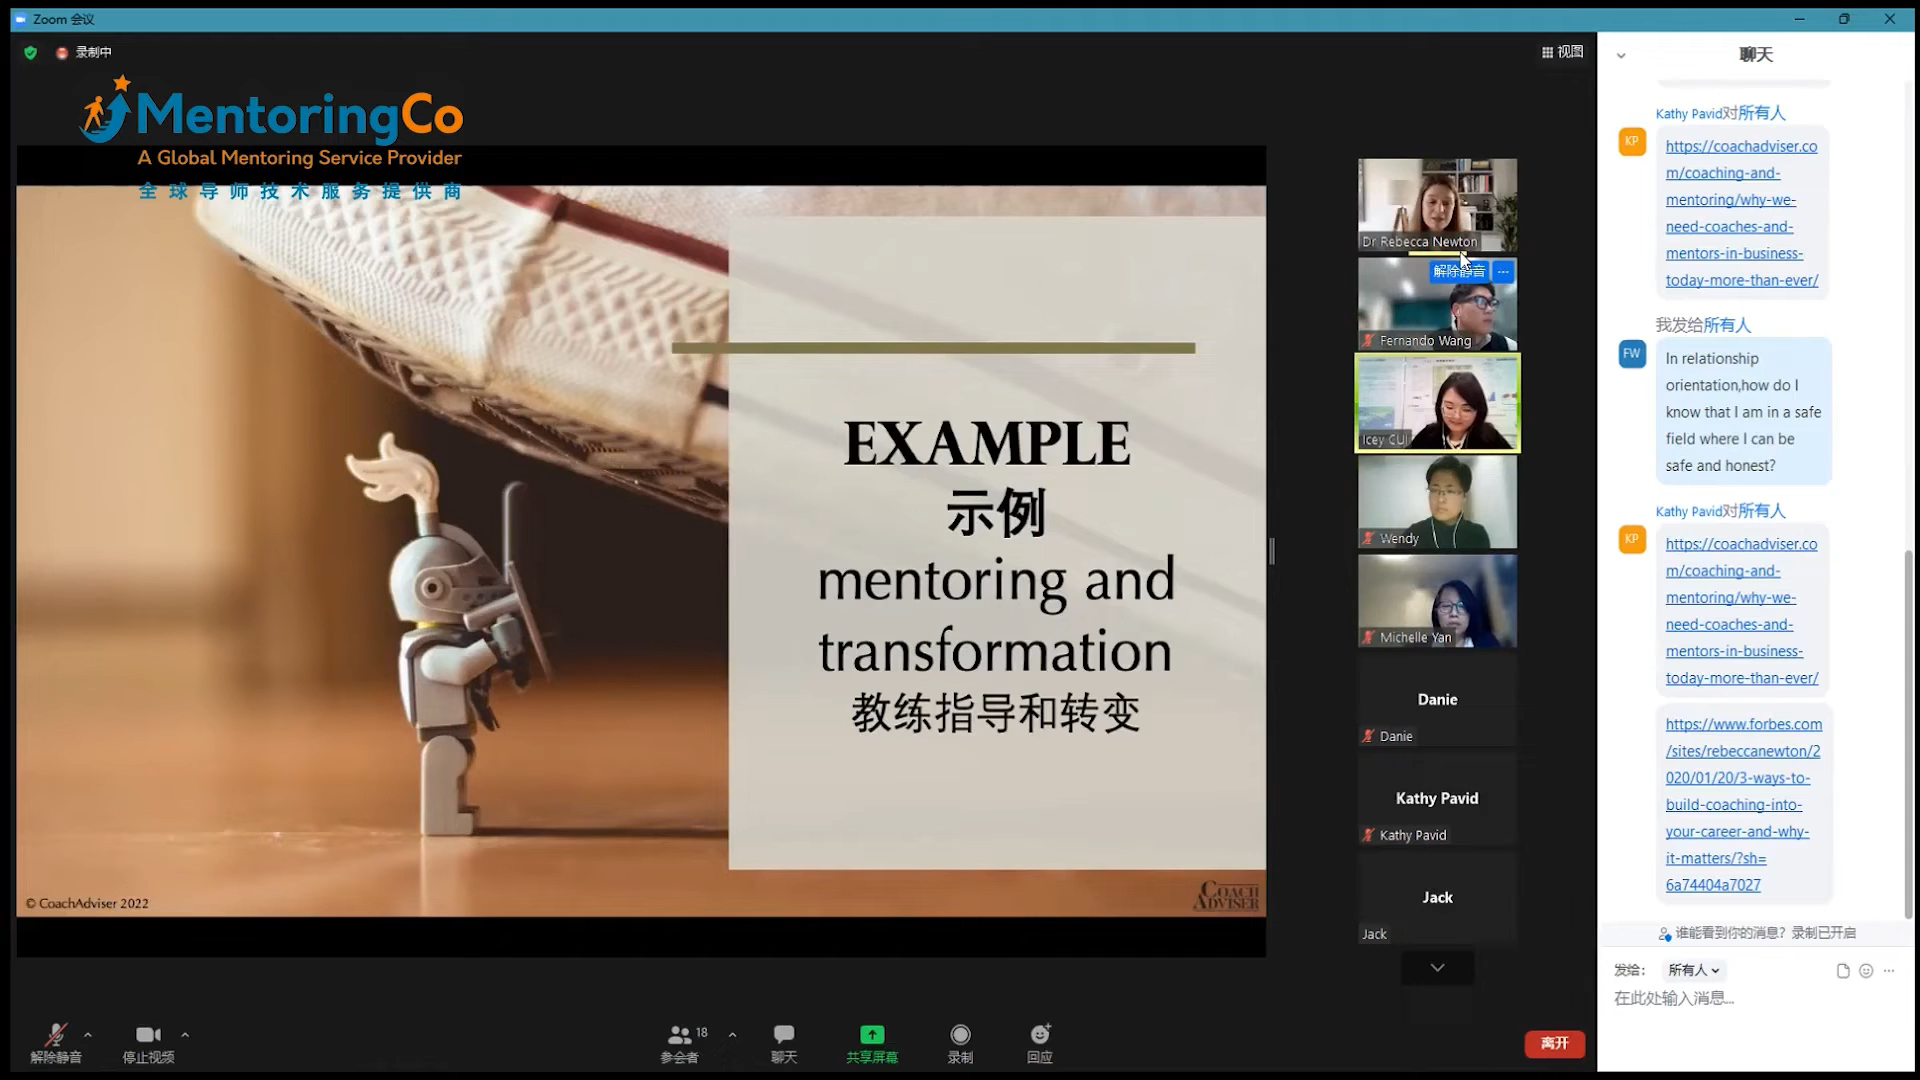 Zoom 会议
录制中
视图
MentoringCo
A Global Mentoring Service Provider
全球导师技术服务提供商
EXAMPLE
示例
mentoring and
transformation
教练指导和转变
© CoachAdviser 2022
COACH
ADVISER
Dr Rebecca Newton
解除静音 ...
Fernando Wang
Icey CUI
Wendy
Michelle Yan
Danie
Danie
Kathy Pavid
Kathy Pavid
Jack
Jack
聊天
Kathy Pavid对所有人
KP
https://coachadviser.co
m/coaching-and-
mentoring/why-we-
need-coaches-and-
mentors-in-business-
today-more-than-ever/
我发给所有人
FW
In relationship
orientation,how do I
know that I am in a safe
field where I can be
safe and honest?
Kathy Pavid对所有人
KP
https://coachadviser.co
m/coaching-and-
mentoring/why-we-
need-coaches-and-
mentors-in-business-
today-more-than-ever/
https://www.forbes.com
/sites/rebeccanewton/2
020/01/20/3-ways-to-
build-coaching-into-
your-career-and-why-
it-matters/?sh=
6a74404a7027
谁能看到你的消息? 录制已开启
发给: 所有人
在此处输入消息...
解除静音
停止视频
18
参会者
聊天
共享屏幕
录制
回应
离开